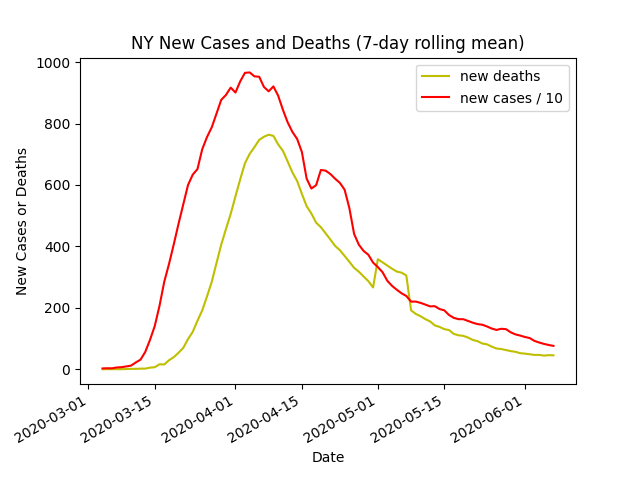 NY New Cases and Deaths (7-day rolling mean)
new deaths
new cases / 10
New Cases or Deaths
1000
800
600
400
200
0
2020-03-01
2020-03-15
2020-04-01
2020-04-15
2020-05-01
2020-05-15
2020-06-01
Date